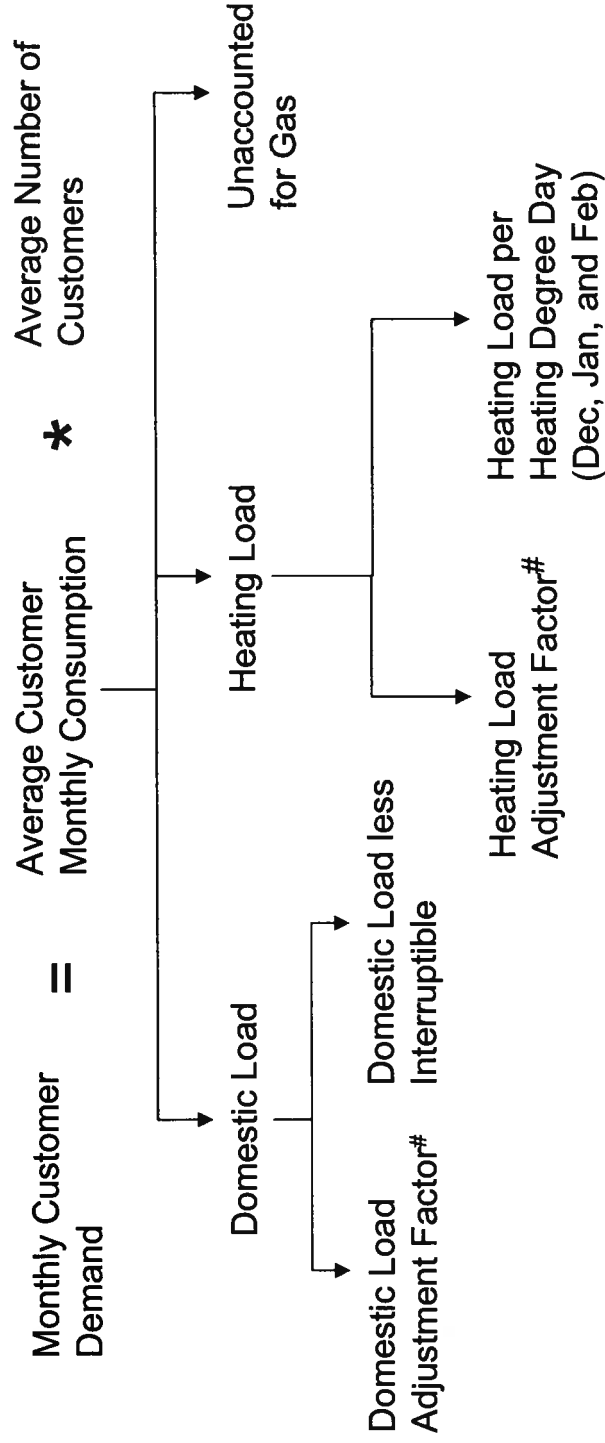 Monthly Customer
Demand
=
Average Customer
Monthly Consumption
*
Average Number of
Customers
Domestic Load
Heating Load
Unaccounted
for Gas
Domestic Load
Adjustment Factor#
Domestic Load less
Interruptible
Heating Load
Adjustment Factor#
Heating Load per
Heating Degree Day
(Dec, Jan, and Feb)